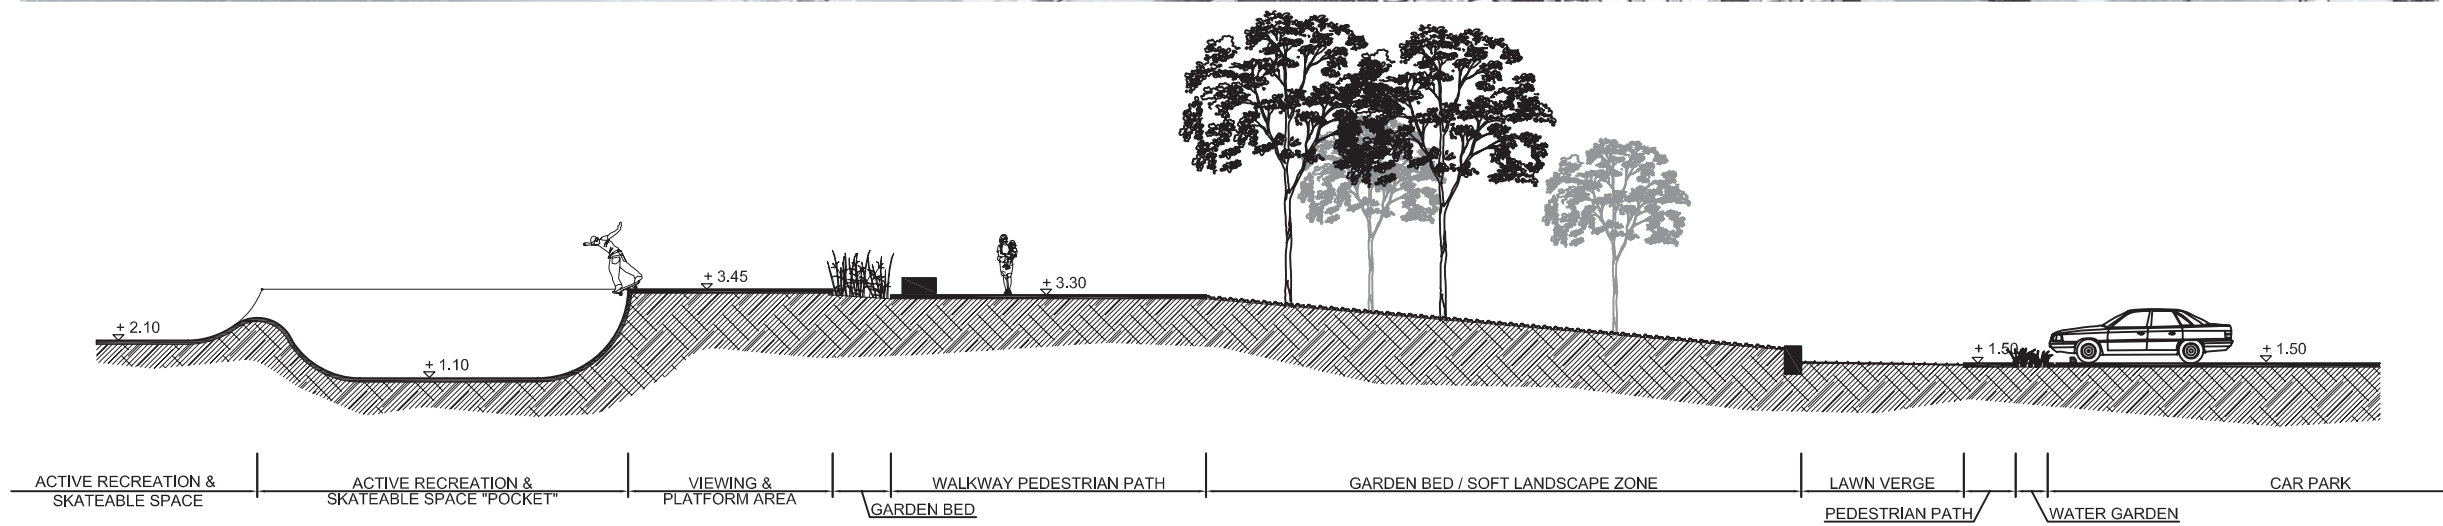 + 3.45
+ 3.30
+ 2.10
+ 1.10
+ 1.50
+ 1.50
ACTIVE RECREATION &
SKATEABLE SPACE
ACTIVE RECREATION &
SKATEABLE SPACE "POCKET"
VIEWING &
PLATFORM AREA
GARDEN BED
WALKWAY PEDESTRIAN PATH
GARDEN BED / SOFT LANDSCAPE ZONE
LAWN VERGE
PEDESTRIAN PATH
WATER GARDEN
CAR PARK